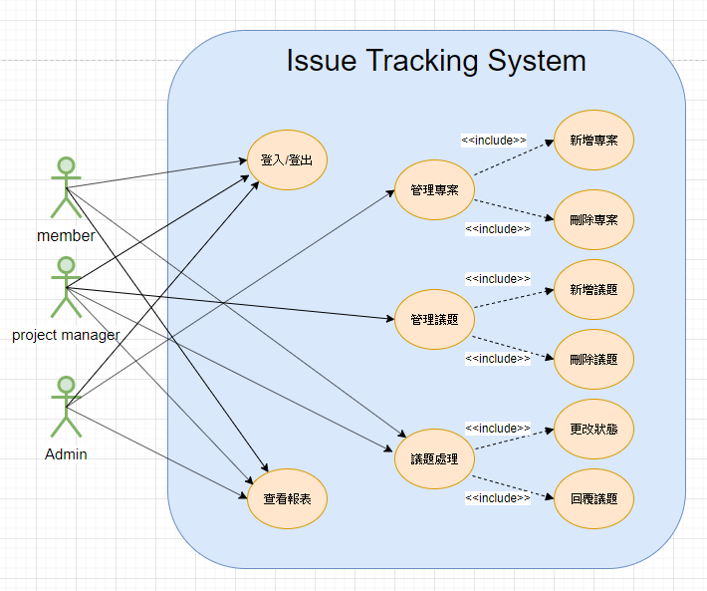 Issue Tracking System
member
project manager
Admin
登入/登出
查看報表
管理專案
管理議題
議題處理
<<include>>
<<include>>
<<include>>
<<include>>
<<include>>
<<include>>
新增專案
刪除專案
新增議題
刪除議題
更改狀態
回覆議題